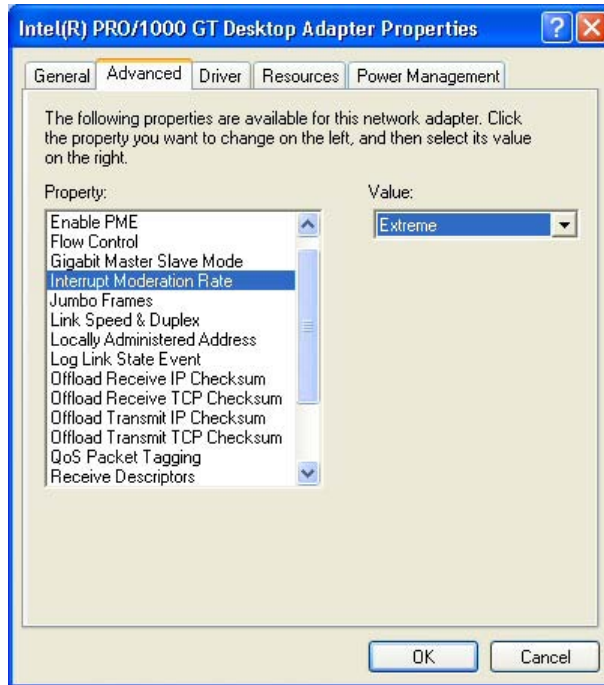 Intel(R) PRO/1000 GT Desktop Adapter Properties
General Advanced Driver Resources Power Management
The following properties are available for this network adapter. Click
the property you want to change on the left, and then select its value
on the right.
Property:
Value:
Enable PME
Flow Control
Gigabit Master Slave Mode
Interrupt Moderation Rate
Jumbo Frames
Link Speed & Duplex
Locally Administered Address
Log Link State Event
Offload Receive IP Checksum
Offload Receive TCP Checksum
Offload Transmit IP Checksum
Offload Transmit TCP Checksum
QoS Packet Tagging
Receive Descriptors
Extreme
OK Cancel